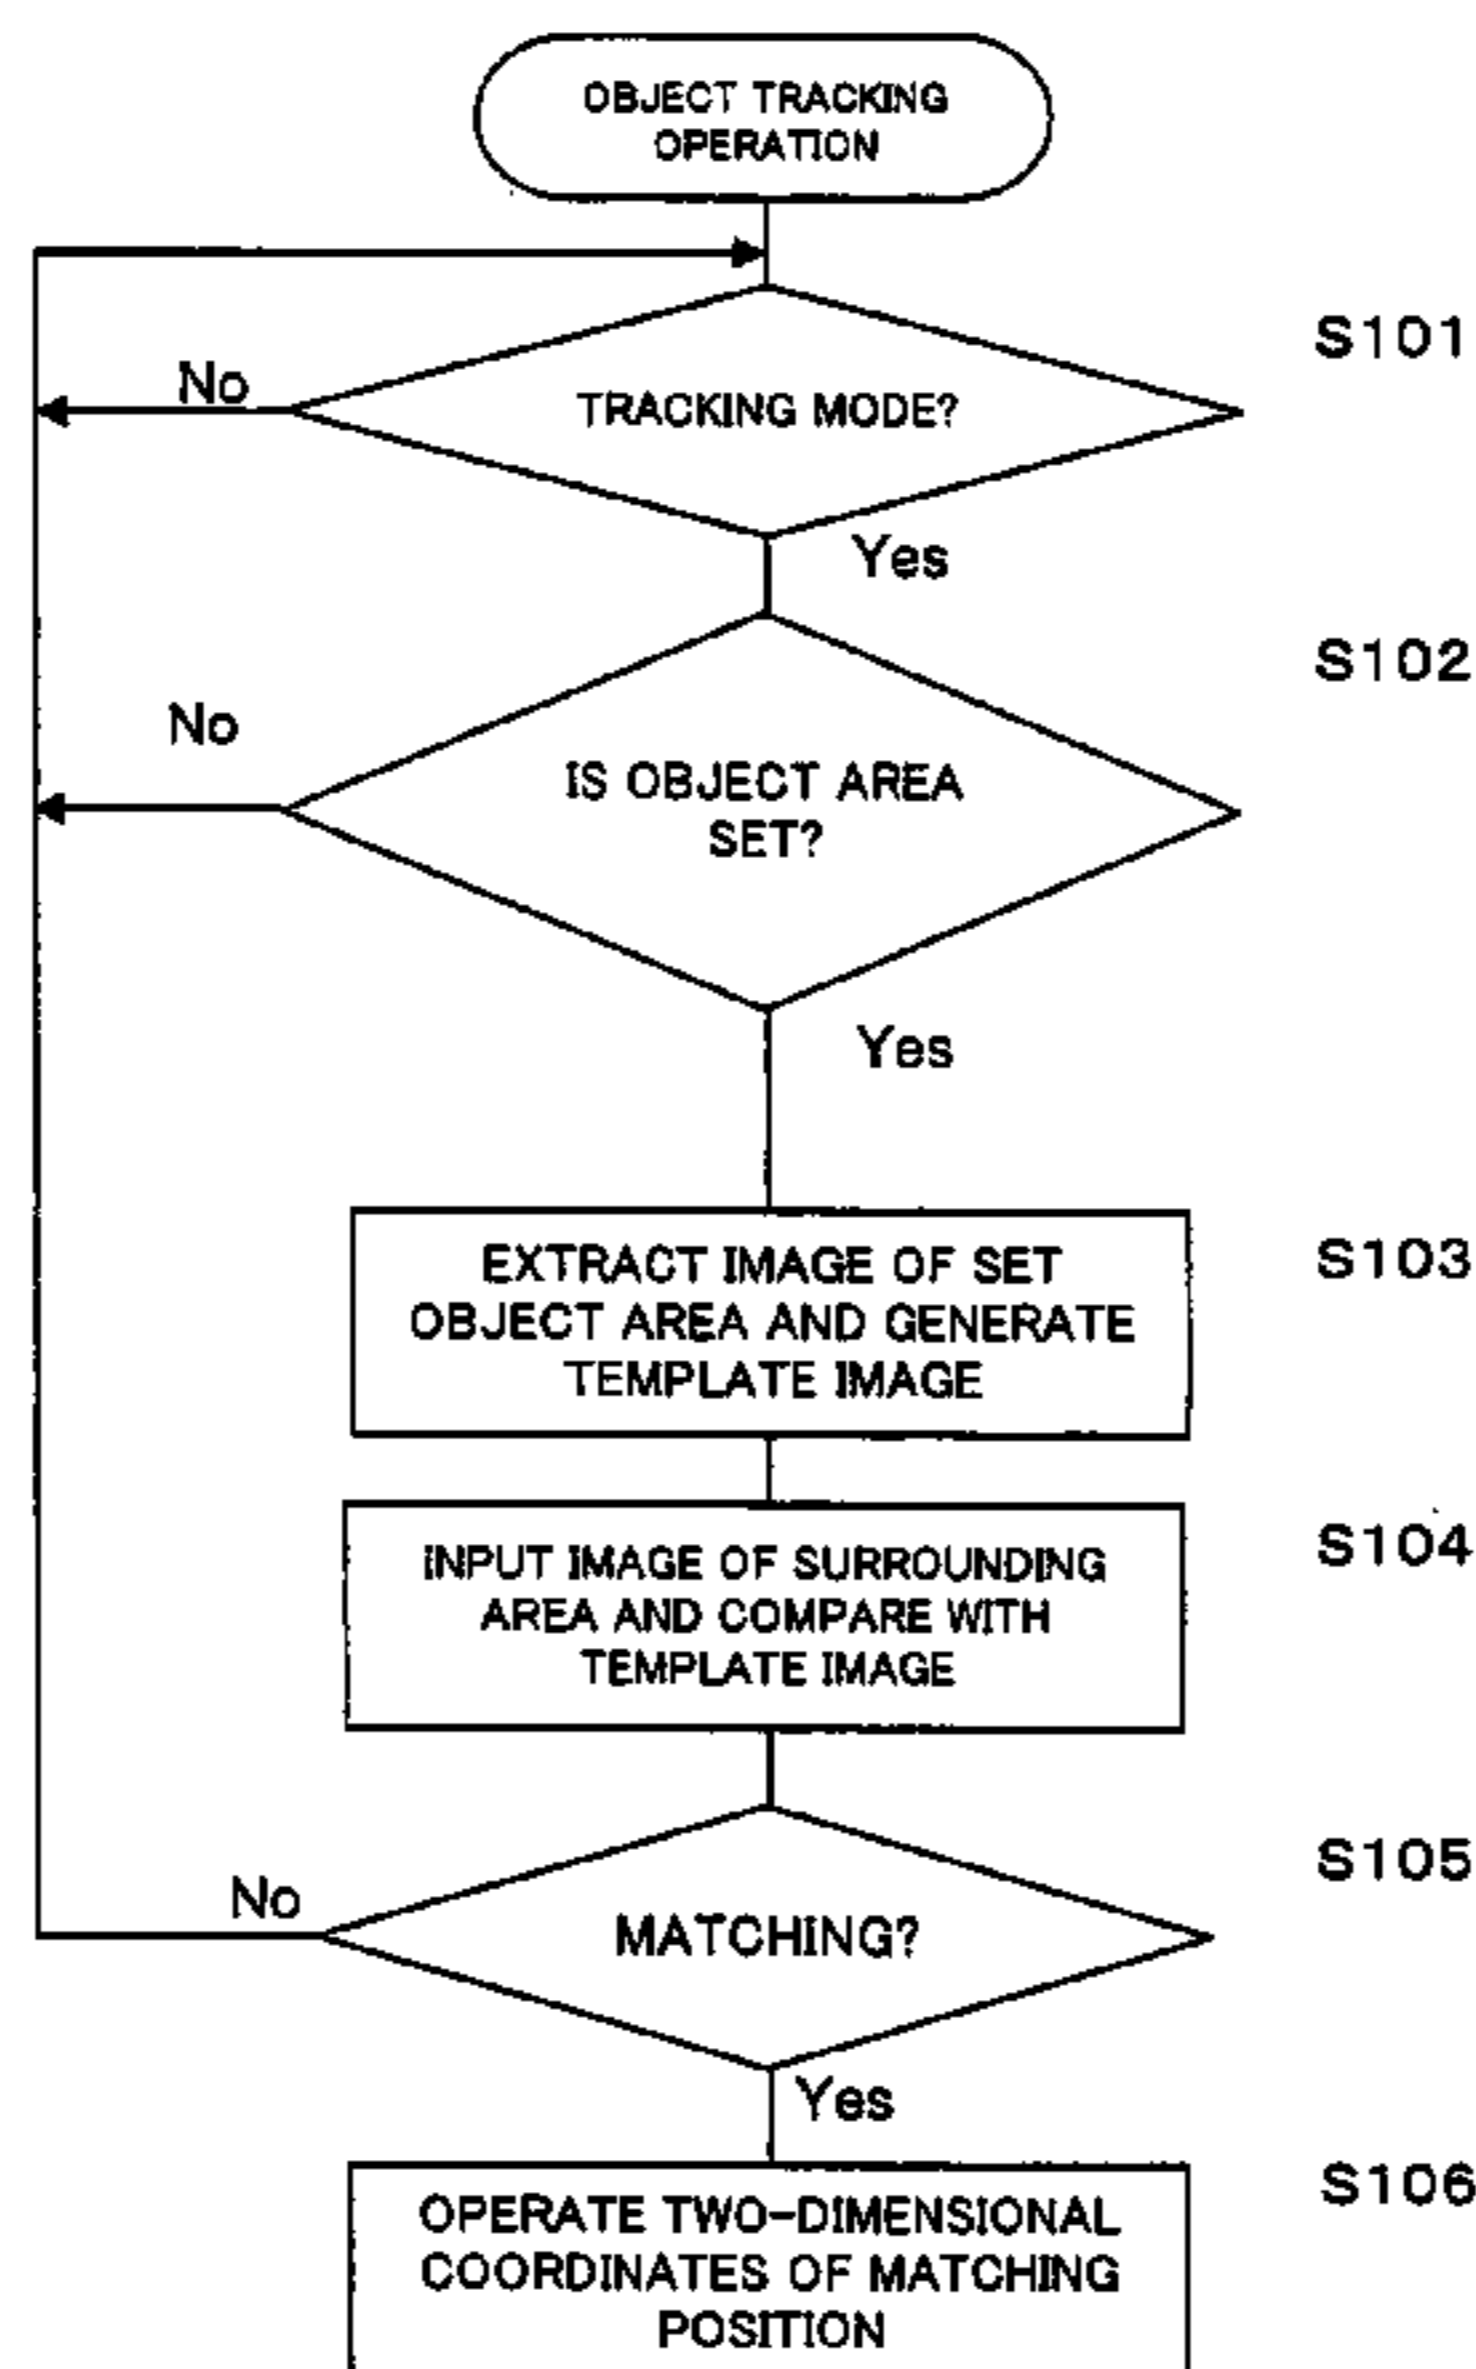 OBJECT TRACKING
OPERATION
S101
No
TRACKING MODE?
Yes
S102
No
IS OBJECT AREA
SET?
Yes
S103
EXTRACT IMAGE OF SET
OBJECT AREA AND GENERATE
TEMPLATE IMAGE
S104
INPUT IMAGE OF SURROUNDING
AREA AND COMPARE WITH
TEMPLATE IMAGE
S105
No
MATCHING?
Yes
S106
OPERATE TWO-DIMENSIONAL
COORDINATES OF MATCHING
POSITION